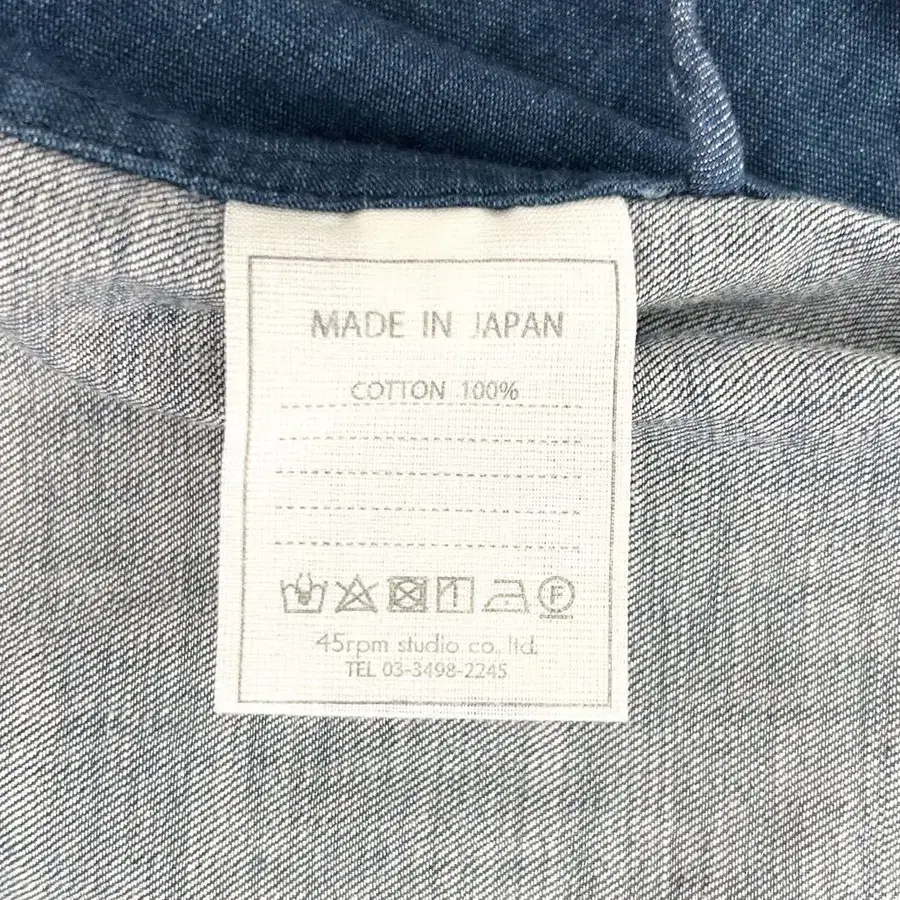 MADE IN JAPAN
COTTON 100%
F
45rpm studio co. ltd.
TEL 03-3498-2245